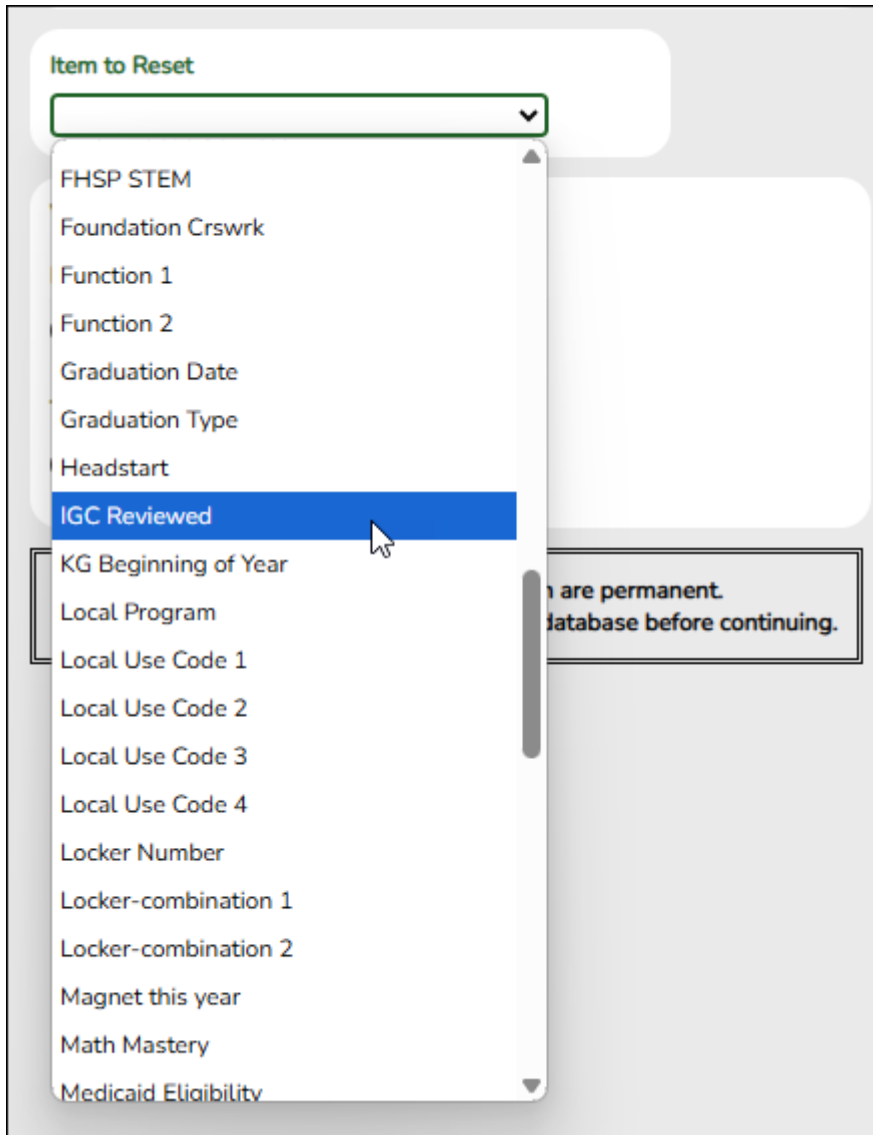 Item to Reset
FHSP STEM
Foundation Crswrk
Function 1
Function 2
Graduation Date
Graduation Type
Headstart
IGC Reviewed
KG Beginning of Year
are permanent.
Local Program
database before continuing.
Local Use Code 1
Local Use Code 2
Local Use Code 3
Local Use Code 4
Locker Number
Locker-combination 1
Locker-combination 2
Magnet this year
Math Mastery
Medicaid Eligibility